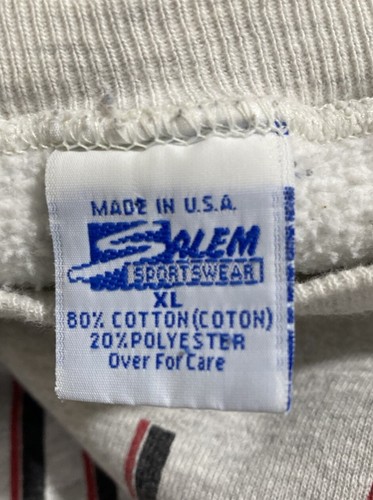 MADE IN U.S.A.
SALEM
SPORTSWEAR
XL
80% COTTON (COTON)
20% POLYESTER
Over For Care